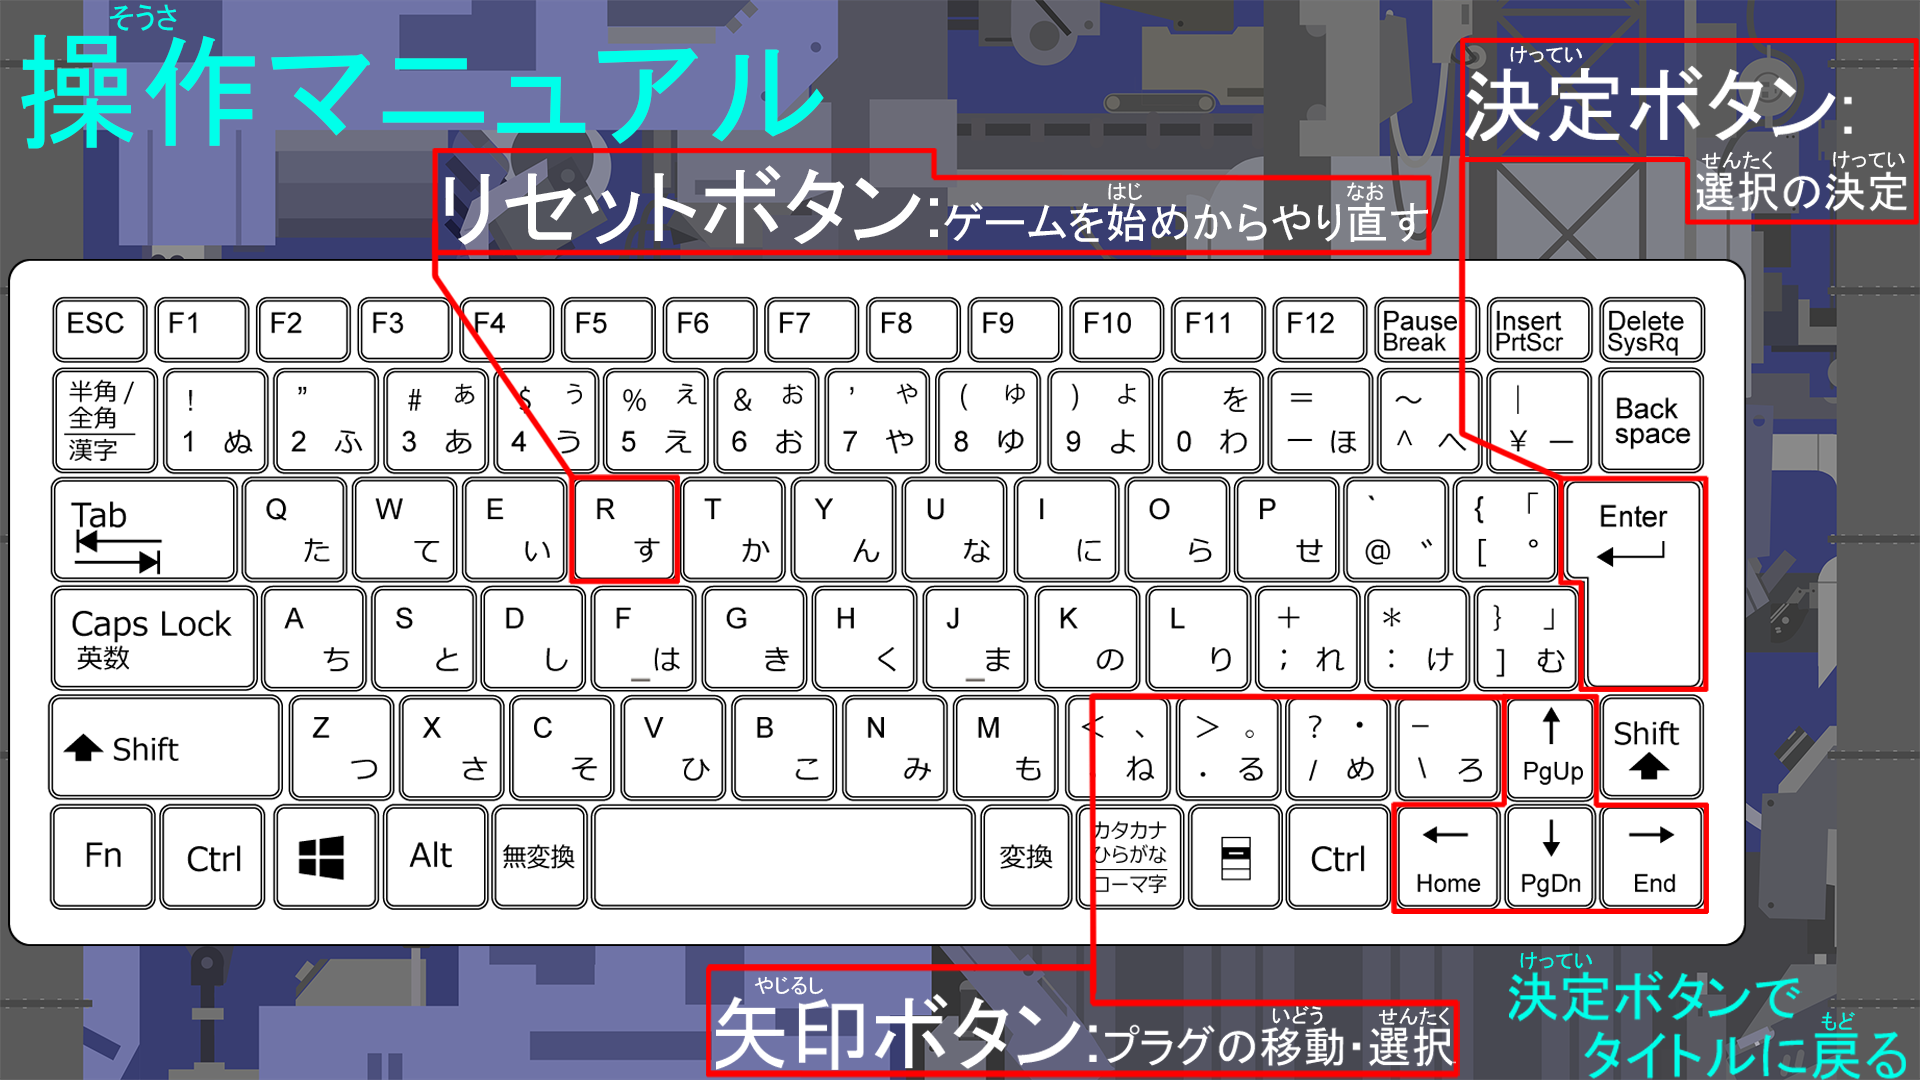 そうさ
操作マニュアル
けってい
決定ボタン:
せんたく けってい
選択の決定
はじ なお
リセットボタン:ゲームを始めからやり直す
ESC F1 F2 F3 F4 F5 F6 F7 F8 F9 F10 F11 F12 Pause Break Insert PrtScr Delete SysRq
半角/全角 漢字 ! 1 ぬ ” 2 ふ # ぁ 3 あ $ ぅ 4 う % ぇ 5 え & ぉ 6 お ’ ゃ 7 や ( ゅ 8 ゆ ) ょ 9 よ を 0 わ = ー ほ ～ ^ へ | ¥ ー Back space
Tab Q た W て E い R す T か Y ん U な I に O ら P せ ` @ ゛ { 「 [ ゜ Enter
Caps Lock 英数 A ち S と D し F は G き H く J ま K の L り + ; れ * : け } 」 ] む
Shift Z つ X さ C そ V ひ B こ N み M も < 、 ね > 。 . る ? ・ / め _ \ ろ ↑ PgUp Shift
Fn Ctrl Alt 無変換 変換 カタカナ ひらがな ローマ字 Ctrl ← Home ↓ PgDn → End
やじるし いどう せんたく
矢印ボタン:プラグの移動・選択
けってい
決定ボタンで
もど
タイトルに戻る